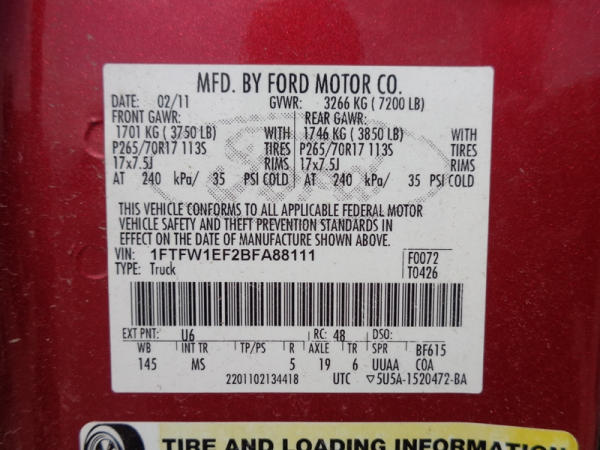 MFD. BY FORD MOTOR CO.
DATE: 02/11 GVWR: 3266 KG ( 7200 LB)
FRONT GAWR: REAR GAWR:
1701 KG ( 3750 LB) WITH 1746 KG ( 3850 LB) WITH
P265/70R17 113S TIRES P265/70R17 113S TIRES
17x7.5J RIMS 17x7.5J RIMS
AT 240 kPa/ 35 PSI COLD AT 240 kPa/ 35 PSI COLD
THIS VEHICLE CONFORMS TO ALL APPLICABLE FEDERAL MOTOR
VEHICLE SAFETY AND THEFT PREVENTION STANDARDS IN
EFFECT ON THE DATE OF MANUFACTURE SHOWN ABOVE.
VIN: 1FTFW1EF2BFA88111 F0072
TYPE: Truck T0426
EXT PNT: U6 RC: 48 DSO:
WB INT TR TP/PS R AXLE TR SPR BF615
145 MS 5 19 6 UUAA COA
2201102134418 UTC ▽5U5A-1520472-BA
TIRE AND LOADING INFORMATION